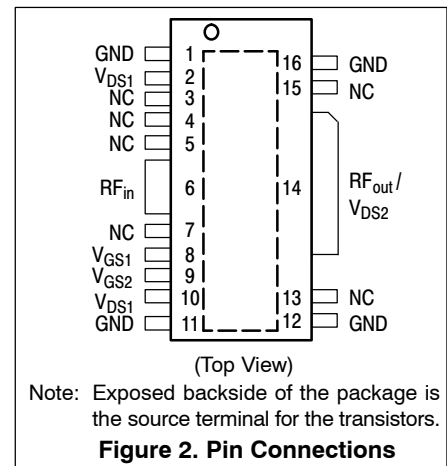 GND 1 16 GND
VDS1 2 15 NC
NC 3
NC 4
NC 5
RFin 6 14 RFout/
VDS2
NC 7
VGS1 8
VGS2 9
VDS1 10 13 NC
GND 11 12 GND
(Top View)
Note: Exposed backside of the package is
the source terminal for the transistors.
Figure 2. Pin Connections